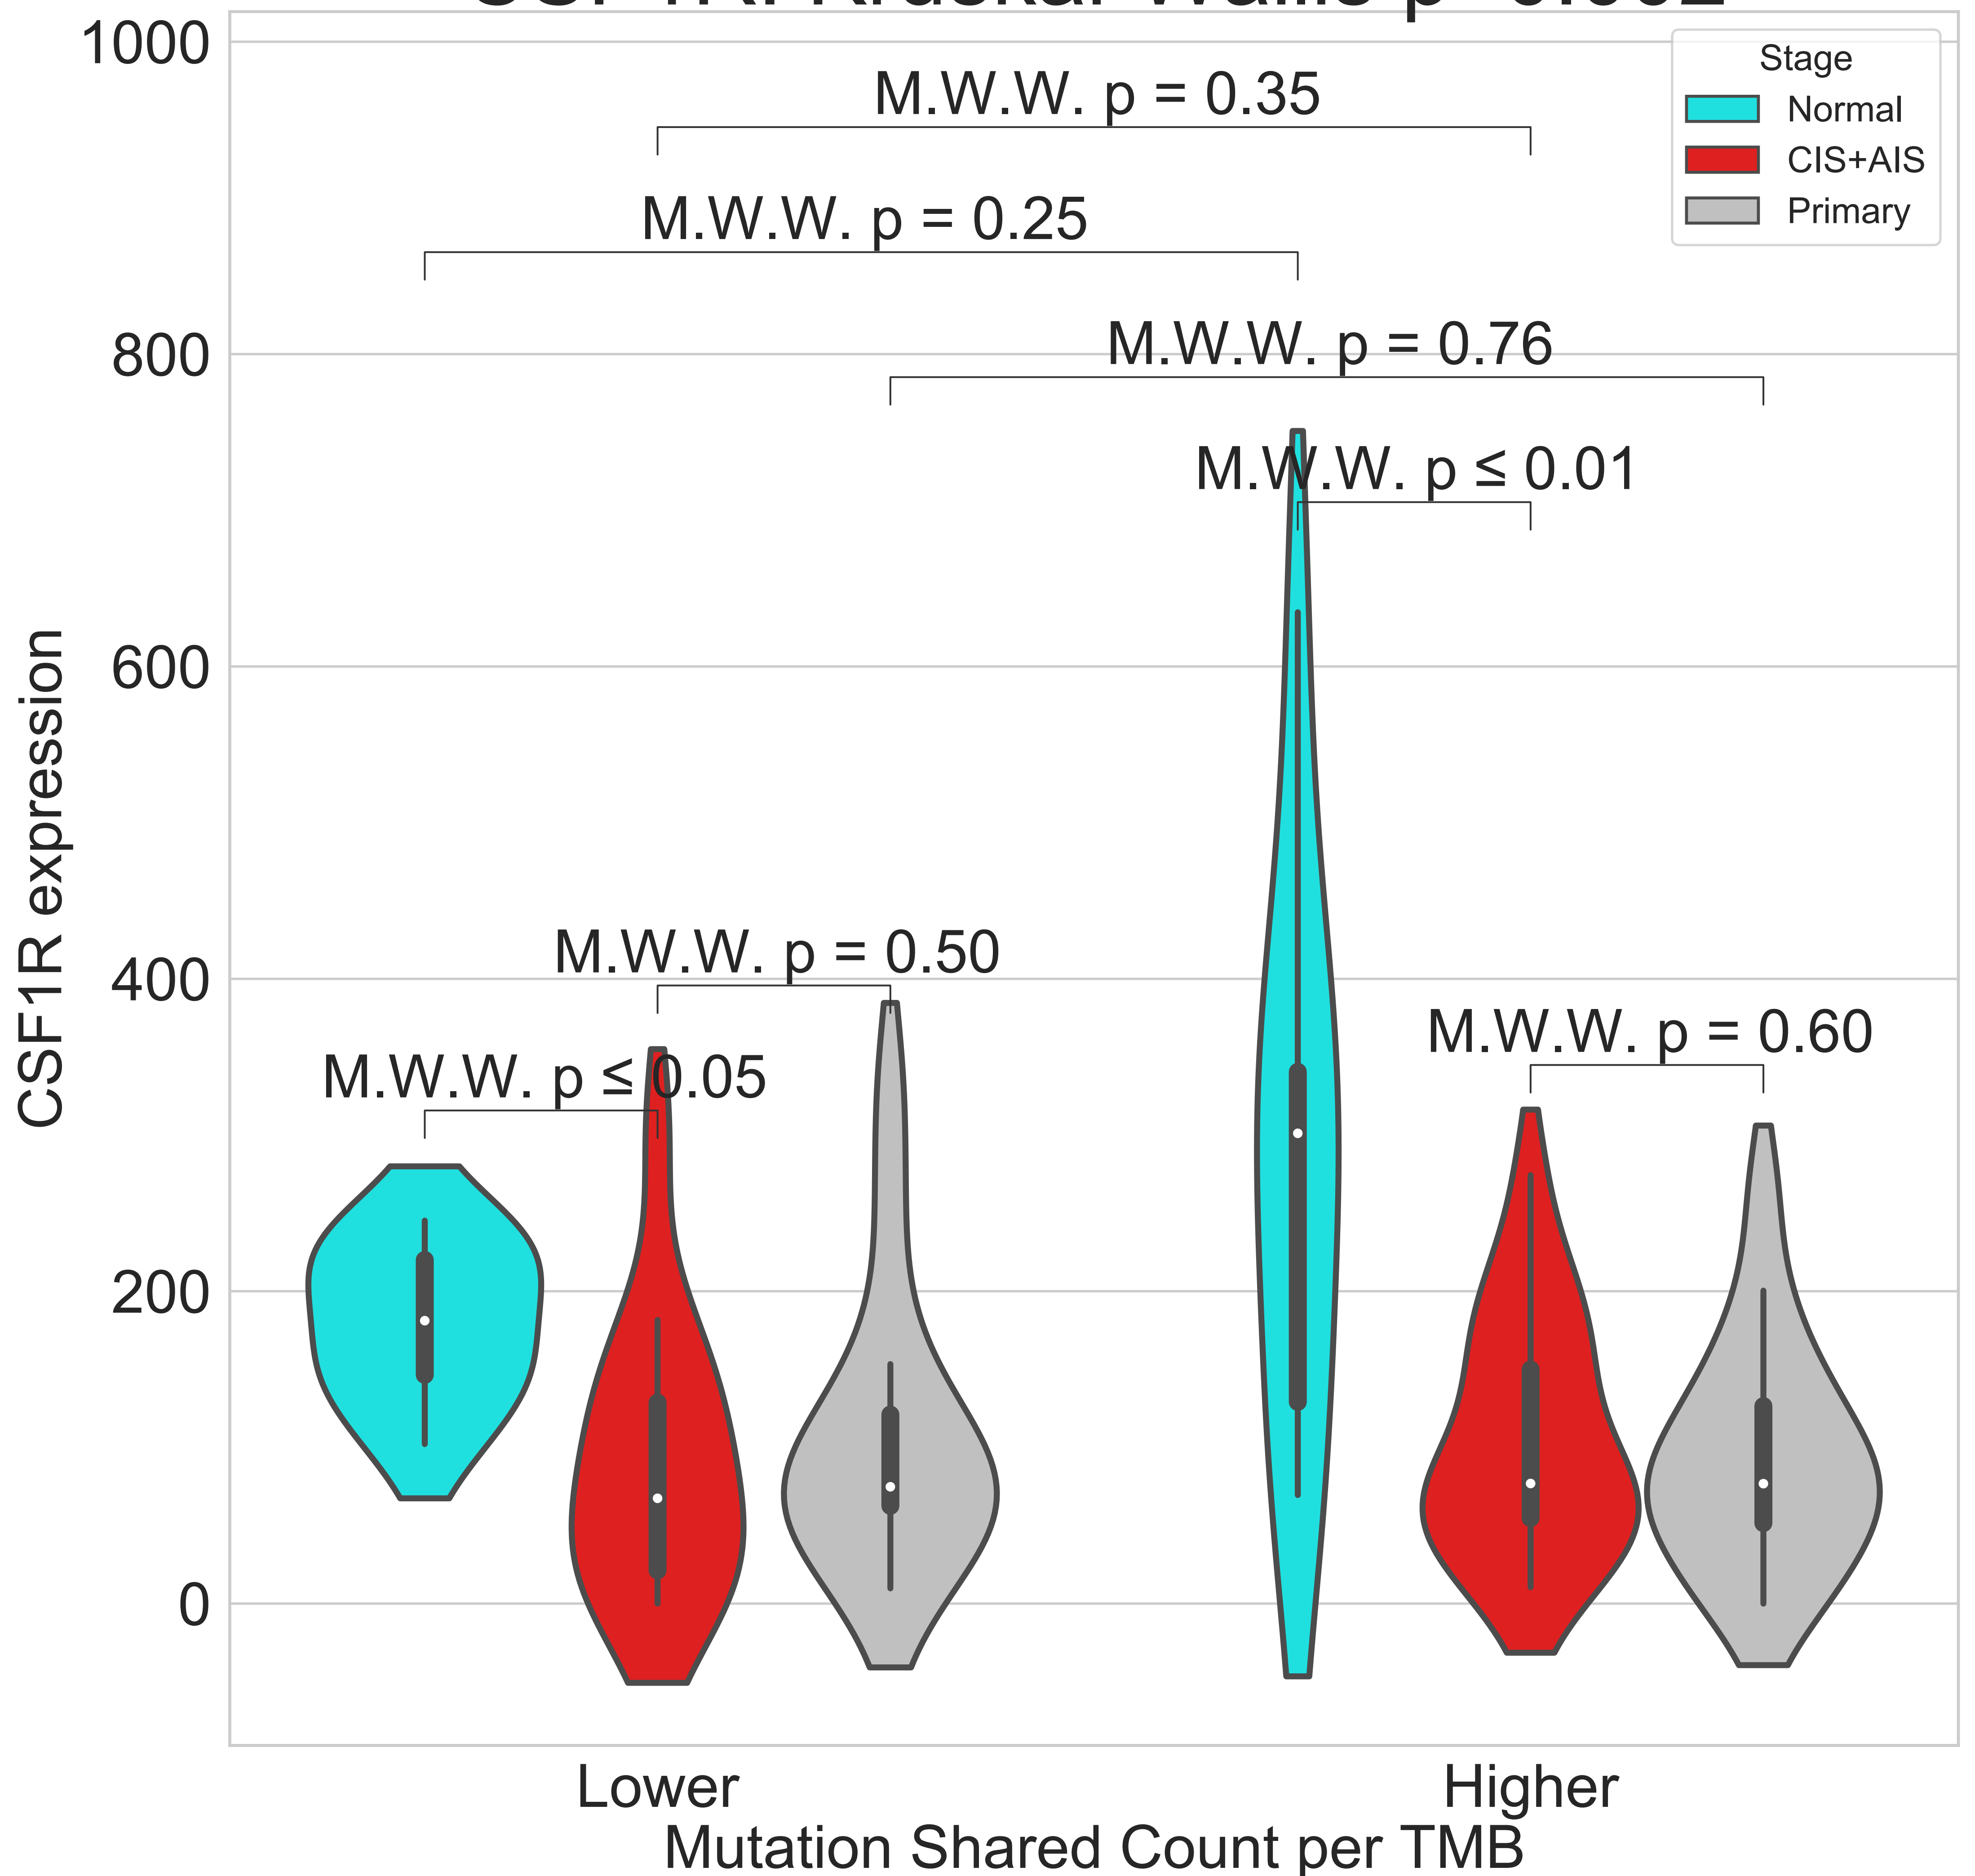 1000
800
600
400
200
0
CSF1R expression
Stage
Normal
CIS+AIS
Primary
M.W.W. p = 0.35
M.W.W. p = 0.25
M.W.W. p = 0.76
M.W.W. p ≤ 0.01
M.W.W. p = 0.50
M.W.W. p = 0.60
M.W.W. p ≤ 0.05
Lower
Higher
Mutation Shared Count per TMB